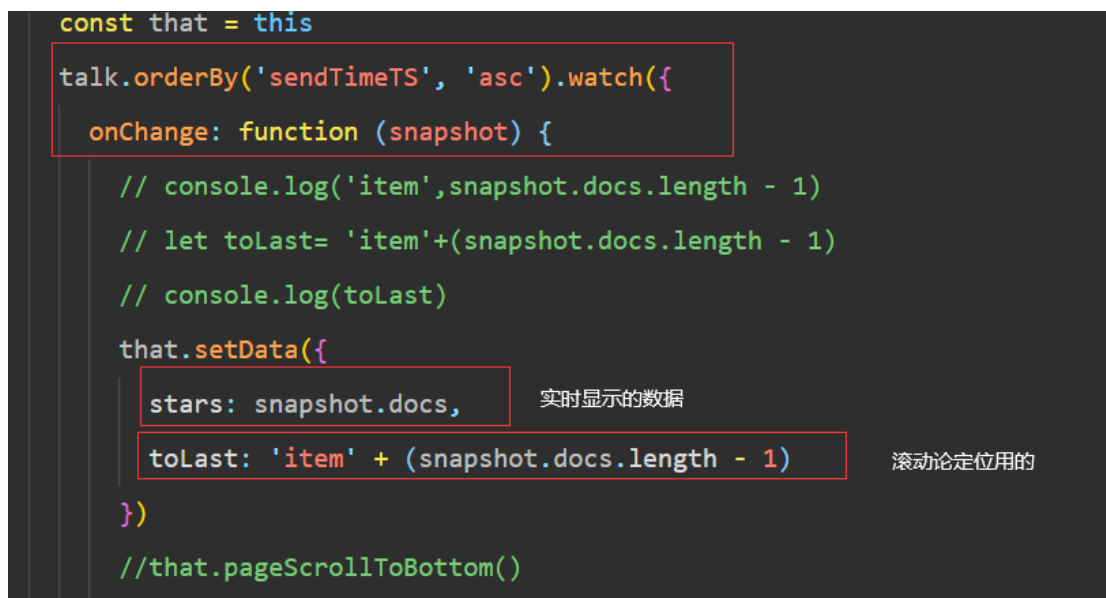 const that = this
talk.orderBy('sendTimeTS', 'asc').watch({
onChange: function (snapshot) {
// console.log('item',snapshot.docs.length - 1)
// let toLast= 'item'+(snapshot.docs.length - 1)
// console.log(toLast)
that.setData({
stars: snapshot.docs, 实时显示的数据
toLast: 'item' + (snapshot.docs.length - 1) 滚动论定位用的
})
//that.pageScrollToBottom()